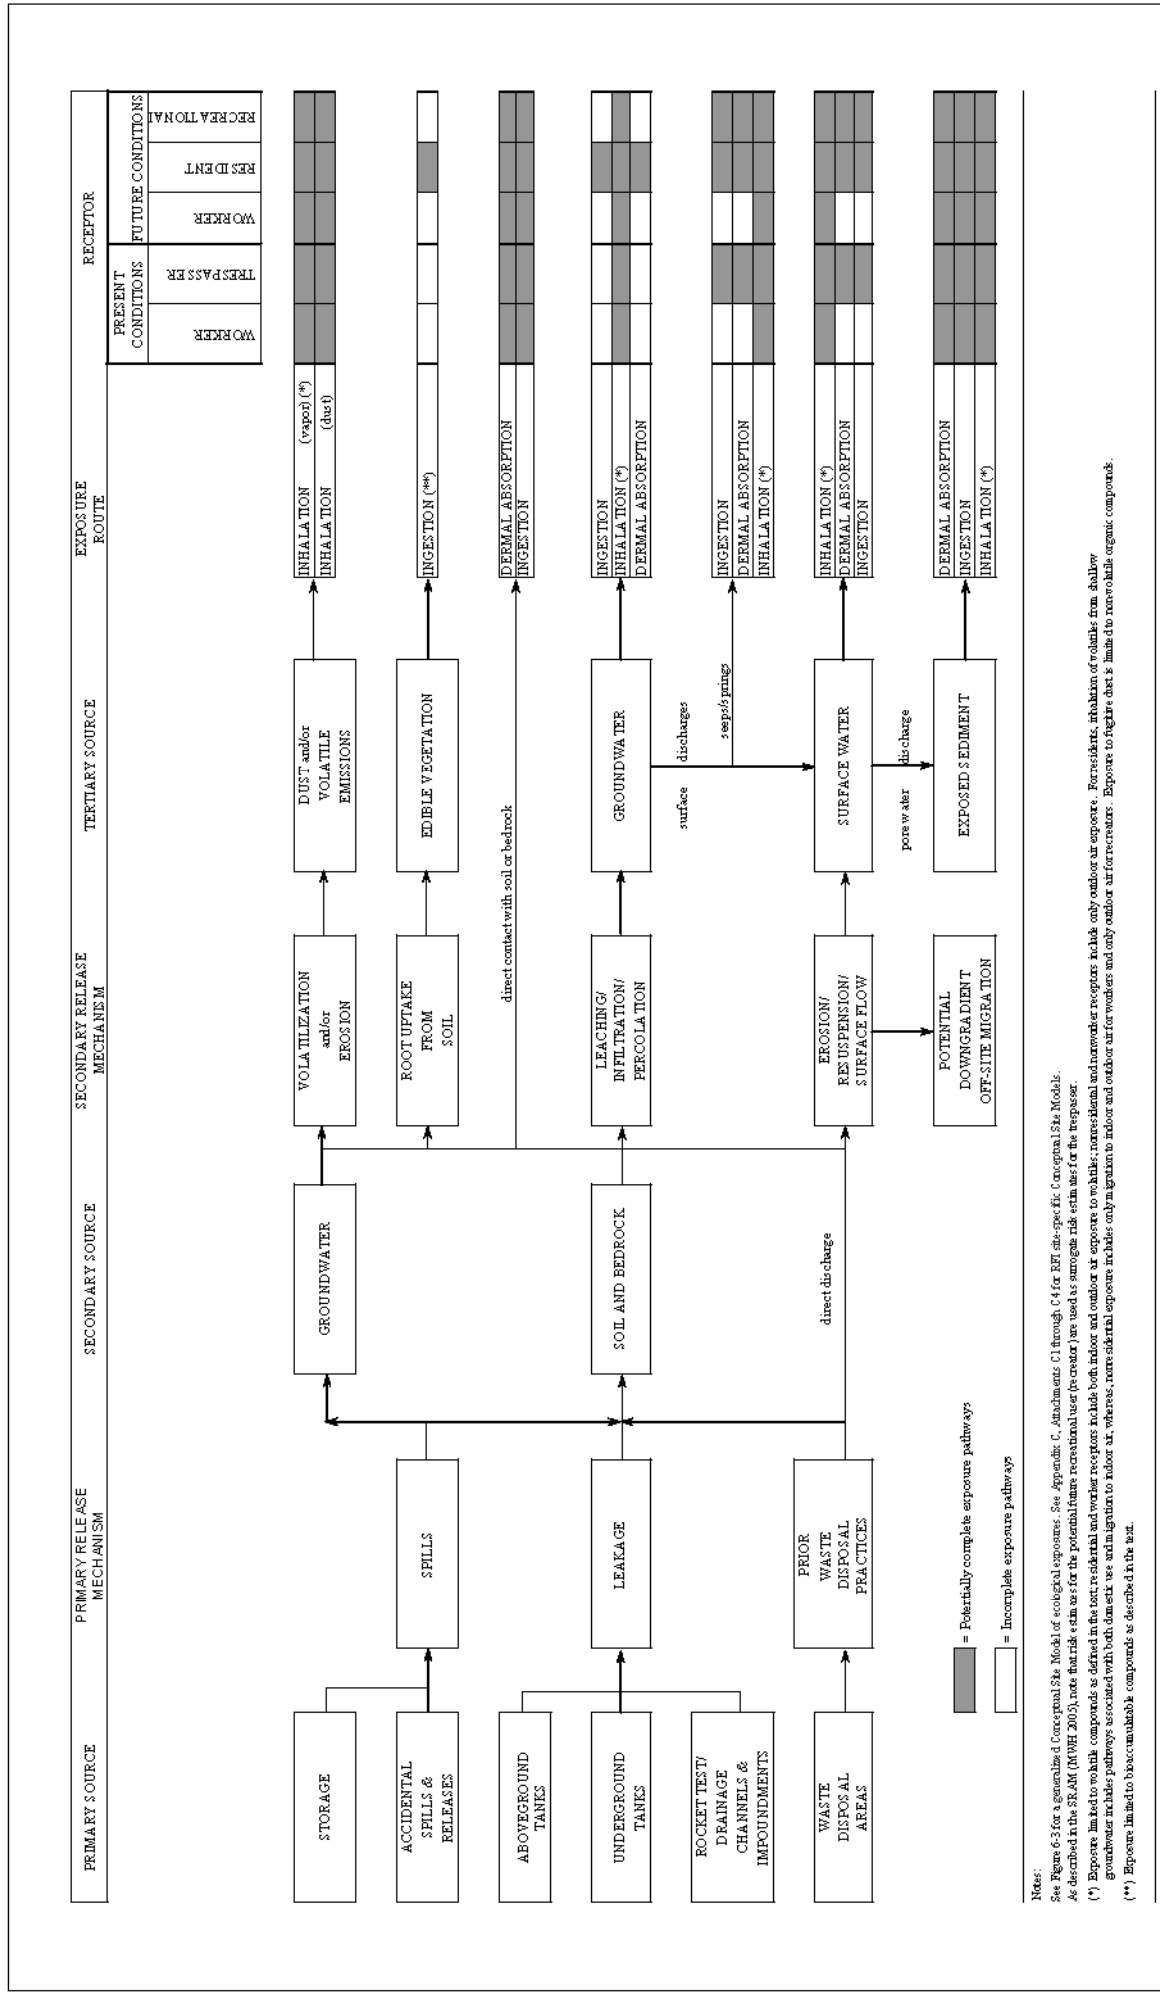 PRIMARY SOURCE
PRIMARY RELEASE
MECHANISM
SECONDARY SOURCE
SECONDARY RELEASE
MECHANISM
TERTIARY SOURCE
EXPOSURE
ROUTE
RECEPTOR
PRESENT
CONDITIONS
FUTURE CONDITIONS
WORKER
TRESPASSER
WORKER
RESIDENT
RECREATIONAL
STORAGE
ACCIDENTAL
SPILLS &
RELEASES
ABOVEGROUND
TANKS
UNDERGROUND
TANKS
ROCKET TEST/
DRAINAGE
CHANNELS &
IMPOUNDMENTS
WASTE
DISPOSAL
AREAS
SPILLS
LEAKAGE
PRIOR
WASTE
DISPOSAL
PRACTICES
GROUNDWATER
SOIL AND BEDROCK
direct discharge
VOLATILIZATION
and/or
EROSION
ROOT UPTAKE
FROM
SOIL
direct contact with soil or bedrock
LEACHING/
INFILTRATION/
PERCOLATION
EROSION/
RESUSPENSION/
SURFACE FLOW
POTENTIAL
DOWNGRADIENT
OFF-SITE MIGRATION
DUST and/or
VOLATILE
EMISSIONS
EDIBLE VEGETATION
GROUNDWATER
surface discharges
seeps/springs
SURFACE WATER
pore water discharge
EXPOSED SEDIMENT
INHALATION (vapor) (*)
INHALATION (dust)
INGESTION (**)
DERMAL ABSORPTION
INGESTION
INGESTION
INHALATION (*)
DERMAL ABSORPTION
INGESTION
DERMAL ABSORPTION
INHALATION (*)
INHALATION (*)
DERMAL ABSORPTION
INGESTION
DERMAL ABSORPTION
INGESTION
INHALATION (*)
= Potentially complete exposure pathways
= Incomplete exposure pathways
Notes:
See Figure 6-3 for a generalized Conceptual Site Model of ecological exposures. See Appendix C, Attachments C1 through C4 for RFI site-specific Conceptual Site Models.
As described in the SRAM (MWH 2005), note that risk estimates for the potential future recreational user (recreator) are used as surrogate risk estimates for the trespasser.
(*) Exposure limited to volatile compounds as defined in the text; residential and worker receptors include both indoor and outdoor air exposure to volatiles; nonresidential and nonworker receptors include only outdoor air exposure. For residents, inhalation of volatiles from shallow
groundwater includes pathways associated with both domestic use and migration to indoor air, whereas, nonresidential exposure includes only migration to indoor and outdoor air for workers and only outdoor air for recreators. Exposure to fugitive dust is limited to non-volatile organic compounds.
(**) Exposure limited to bioaccumulatable compounds as described in the text.